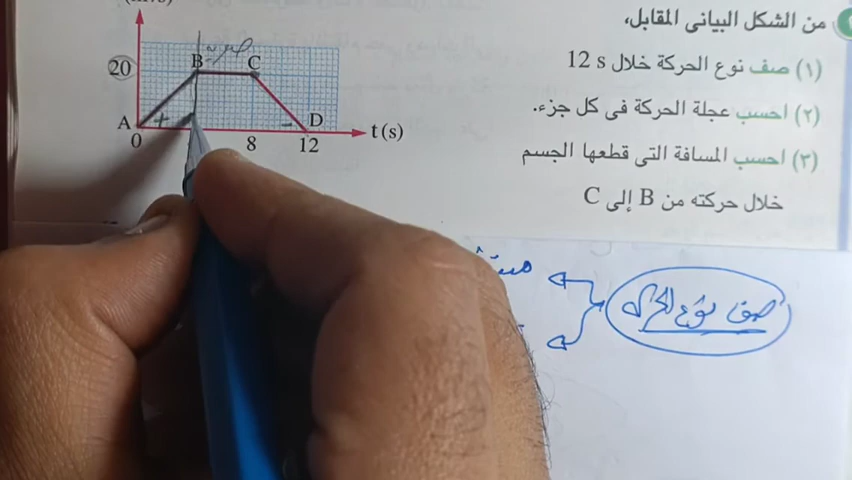 من الشكل البيانى المقابل،
(١) صف نوع الحركة خلال 12 s
(٢) احسب عجلة الحركة فى كل جزء.
(٣) احسب المسافة التى قطعها الجسم
خلال حركته من B إلى C
20
B صفر C
A + - D
0 8 12 t (s)
صف نوع الحركة